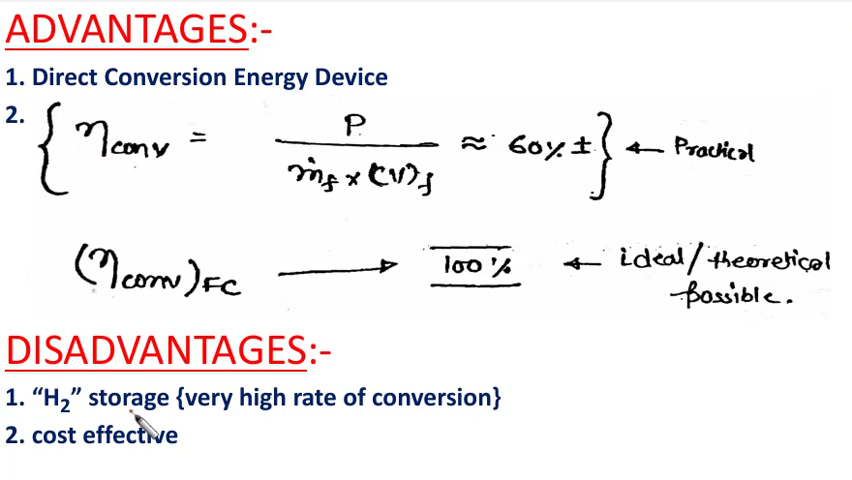 ADVANTAGES:-
1. Direct Conversion Energy Device
2. { ηconv = P / ṁf × (CV)f ≈ 60% ± } ← Practical
(ηconv)FC → 100% ← ideal/theoretical
possible.
DISADVANTAGES:-
1. “H₂” storage {very high rate of conversion}
2. cost effective